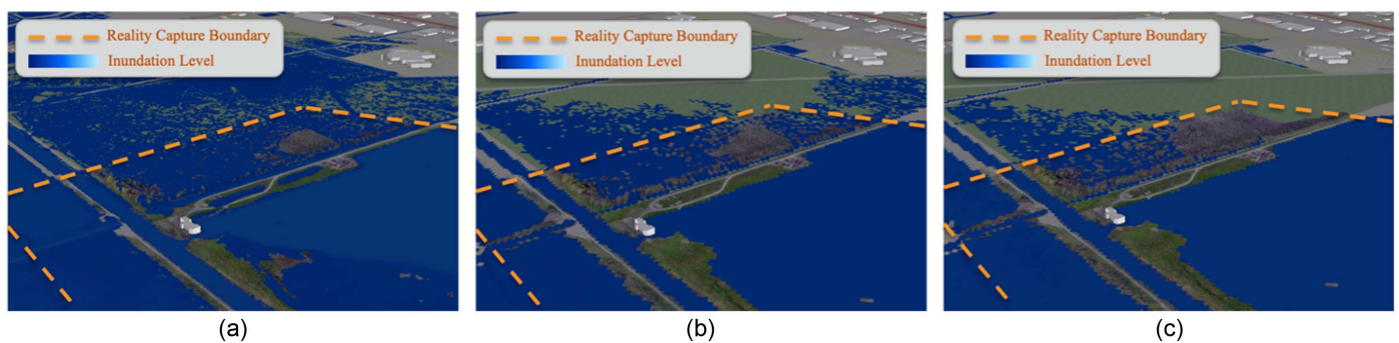 Reality Capture Boundary
Inundation Level
Reality Capture Boundary
Inundation Level
Reality Capture Boundary
Inundation Level
(a)
(b)
(c)